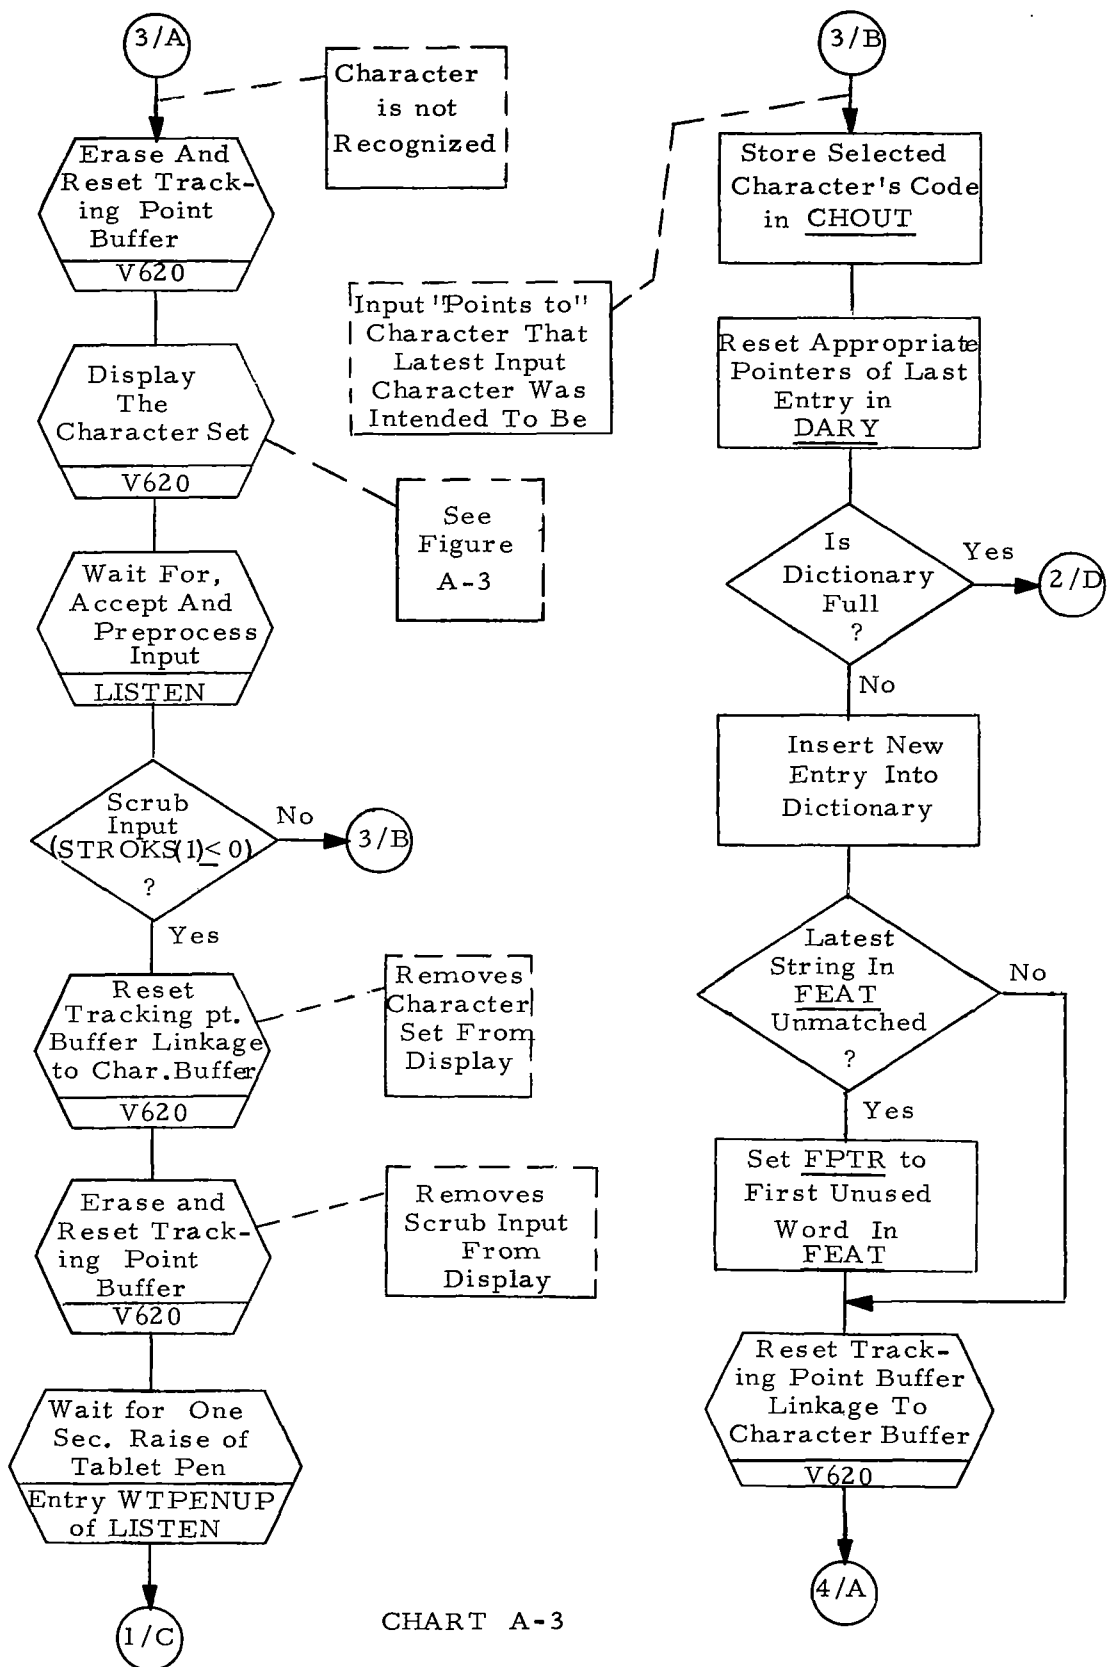 3/A
Character
is not
Recognized
Erase And
Reset Track-
ing Point
Buffer
V620
Display
The
Character Set
V620
See
Figure
A-3
Wait For,
Accept And
Preprocess
Input
LISTEN
Scrub
Input
(STROKS(1)≤0)
?
No
3/B
Yes
Reset
Tracking pt.
Buffer Linkage
to Char.Buffer
V620
Removes
Character
Set From
Display
Erase and
Reset Track-
ing Point
Buffer
V620
Removes
Scrub Input
From
Display
Wait for One
Sec. Raise of
Tablet Pen
Entry WTPENUP
of LISTEN
1/C
3/B
Input "Points to"
Character That
Latest Input
Character Was
Intended To Be
Store Selected
Character's Code
in CHOUT
Reset Appropriate
Pointers of Last
Entry in
DARY
Is
Dictionary
Full
?
Yes
2/D
No
Insert New
Entry Into
Dictionary
Latest
String In
FEAT
Unmatched
?
No
Yes
Set FPTR to
First Unused
Word In
FEAT
Reset Track-
ing Point Buffer
Linkage To
Character Buffer
V620
4/A
CHART A-3